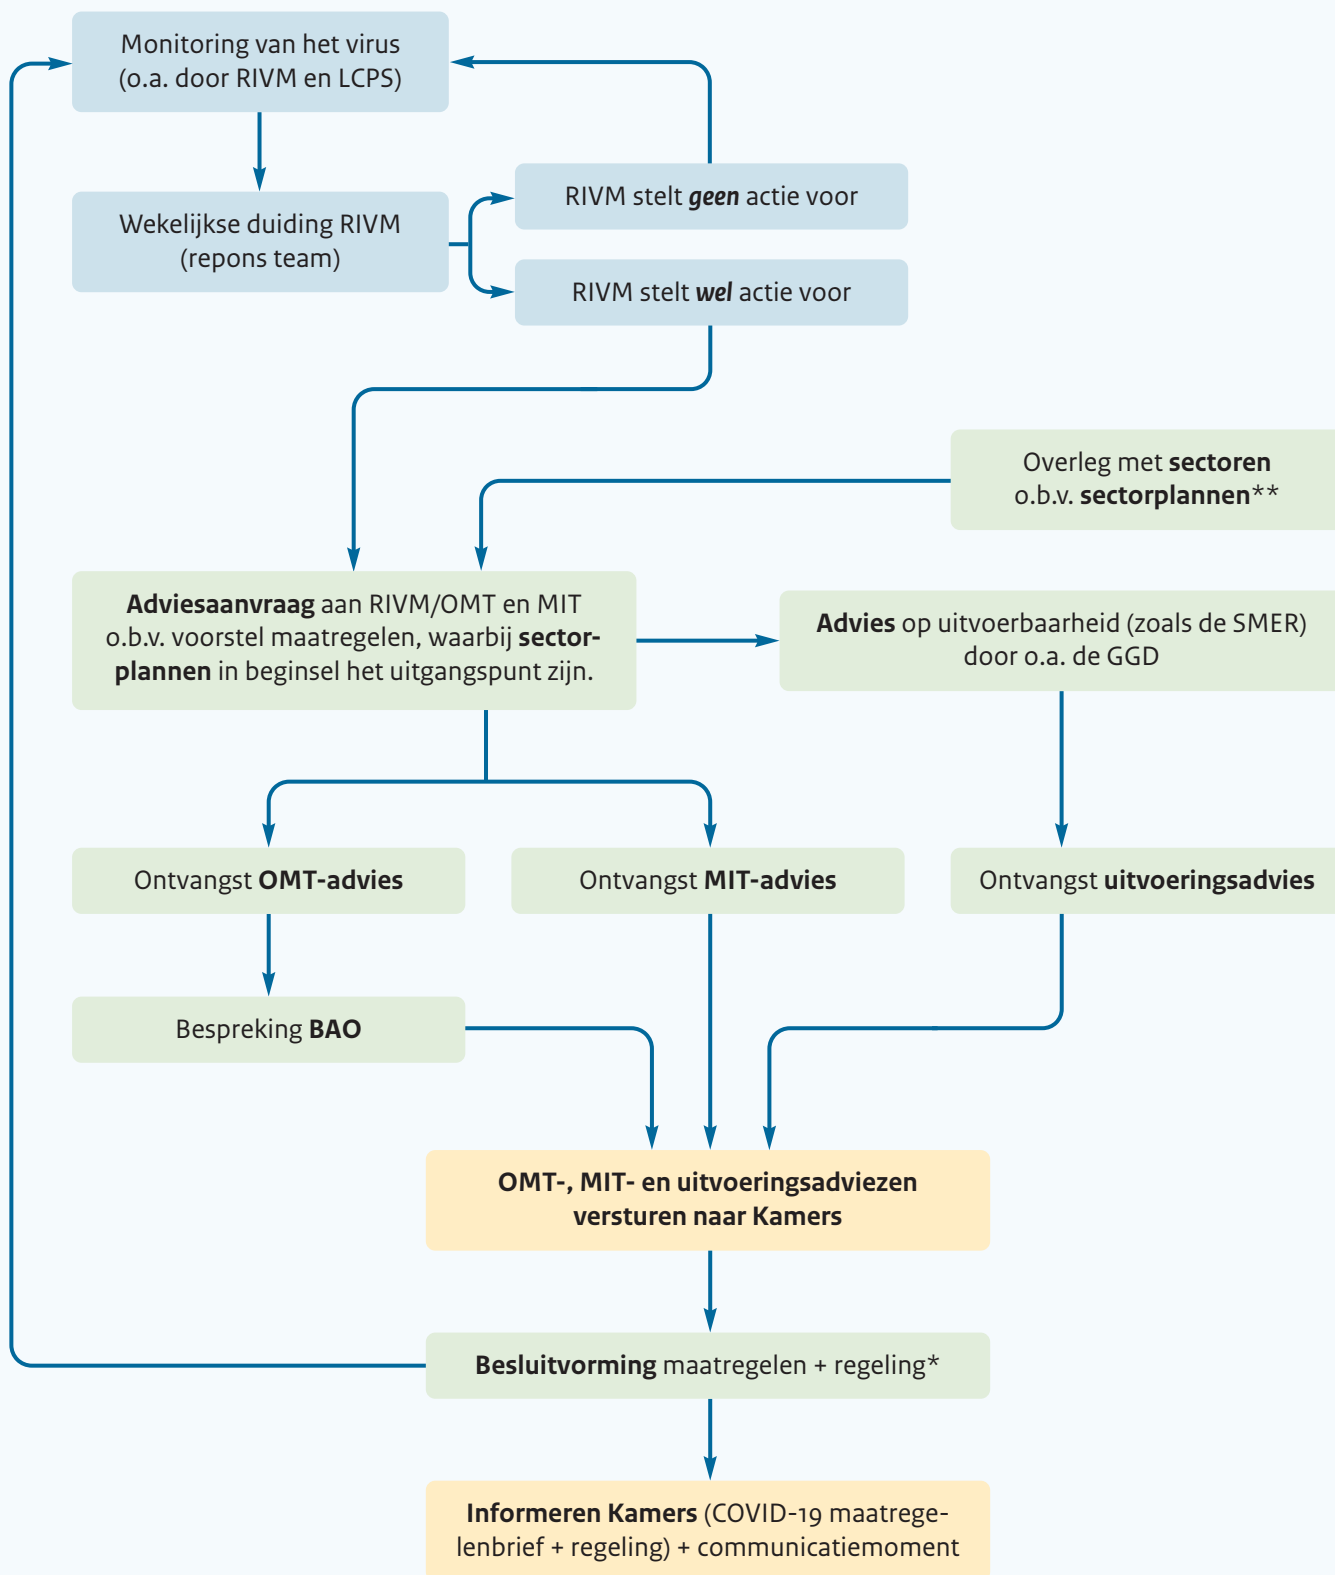 Monitoring van het virus
(o.a. door RIVM en LCPS)
Wekelijkse duiding RIVM
(repons team)
RIVM stelt geen actie voor
RIVM stelt wel actie voor
Overleg met sectoren
o.b.v. sectorplannen**
Adviesaanvraag aan RIVM/OMT en MIT
o.b.v. voorstel maatregelen, waarbij sector-
plannen in beginsel het uitgangspunt zijn.
Advies op uitvoerbaarheid (zoals de SMER)
door o.a. de GGD
Ontvangst OMT-advies
Ontvangst MIT-advies
Ontvangst uitvoeringsadvies
Bespreking BAO
OMT-, MIT- en uitvoeringsadviezen
versturen naar Kamers
Besluitvorming maatregelen + regeling*
Informeren Kamers (COVID-19 maatrege-
lenbrief + regeling) + communicatiemoment